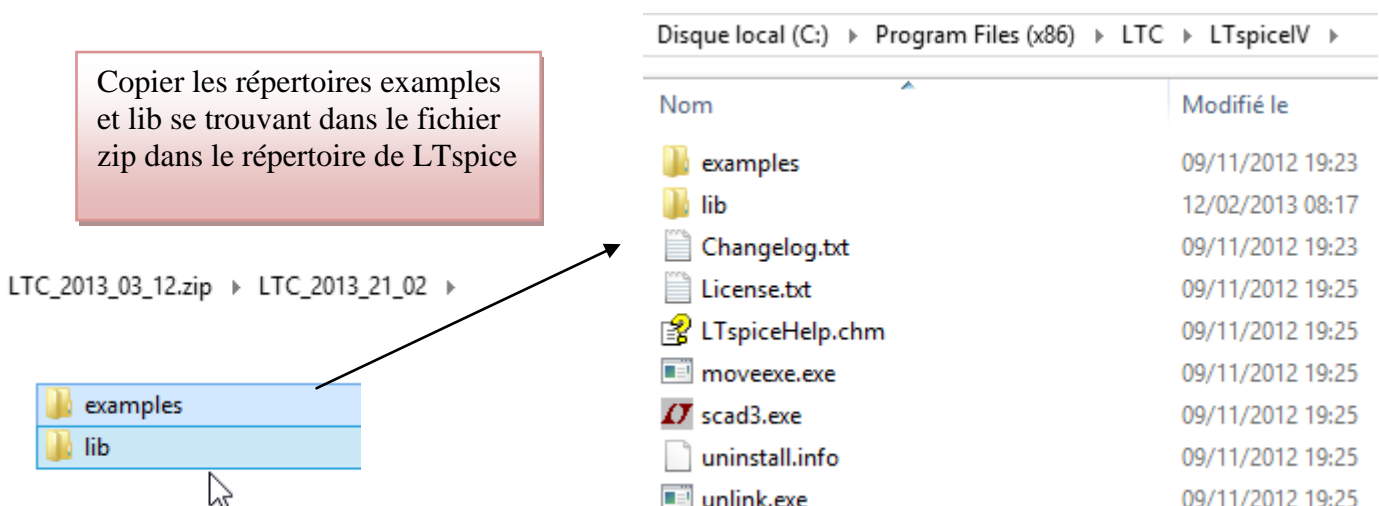 Disque local (C:) Program Files (x86) LTC LTspiceIV
Copier les répertoires examples
et lib se trouvant dans le fichier
zip dans le répertoire de LTspice
Nom Modifié le
examples 09/11/2012 19:23
lib 12/02/2013 08:17
Changelog.txt 09/11/2012 19:23
License.txt 09/11/2012 19:25
LTspiceHelp.chm 09/11/2012 19:25
moveexe.exe 09/11/2012 19:25
scad3.exe 09/11/2012 19:25
uninstall.info 09/11/2012 19:25
unlink.exe 09/11/2012 19:25
LTC_2013_03_12.zip LTC_2013_21_02
examples
lib